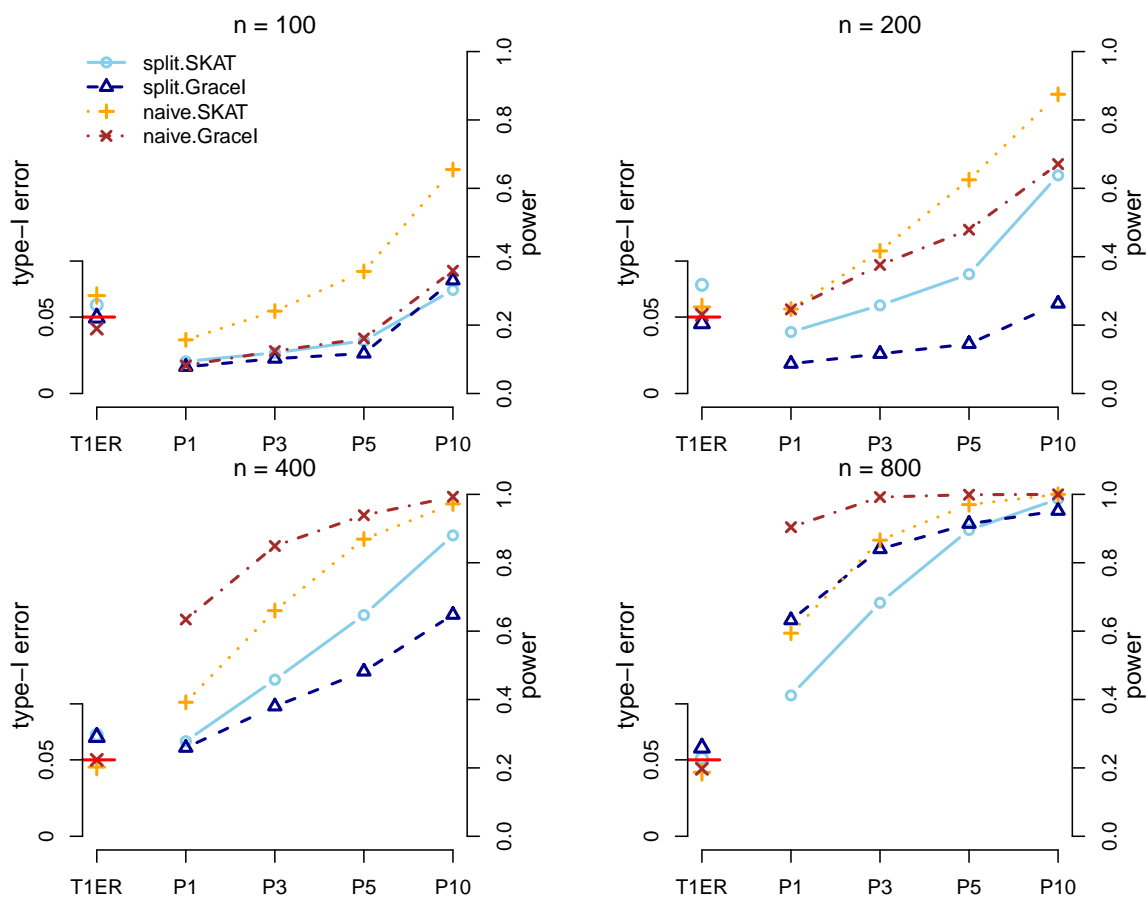 n = 100
split.SKAT
split.GraceI
naive.SKAT
naive.GraceI
type−I error
0.05
0
power
0.0
0.2
0.4
0.6
0.8
1.0
T1ER P1 P3 P5 P10
n = 200
type−I error
0.05
0
power
0.0
0.2
0.4
0.6
0.8
1.0
T1ER P1 P3 P5 P10
n = 400
type−I error
0.05
0
power
0.0
0.2
0.4
0.6
0.8
1.0
T1ER P1 P3 P5 P10
n = 800
type−I error
0.05
0
power
0.0
0.2
0.4
0.6
0.8
1.0
T1ER P1 P3 P5 P10